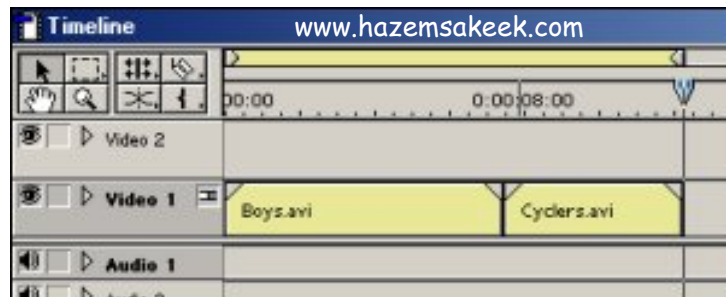 Timeline
www.hazemsakeek.com
00:00 0:00:08:00
Video 2
Video 1
Boys.avi Cyclers.avi
Audio 1